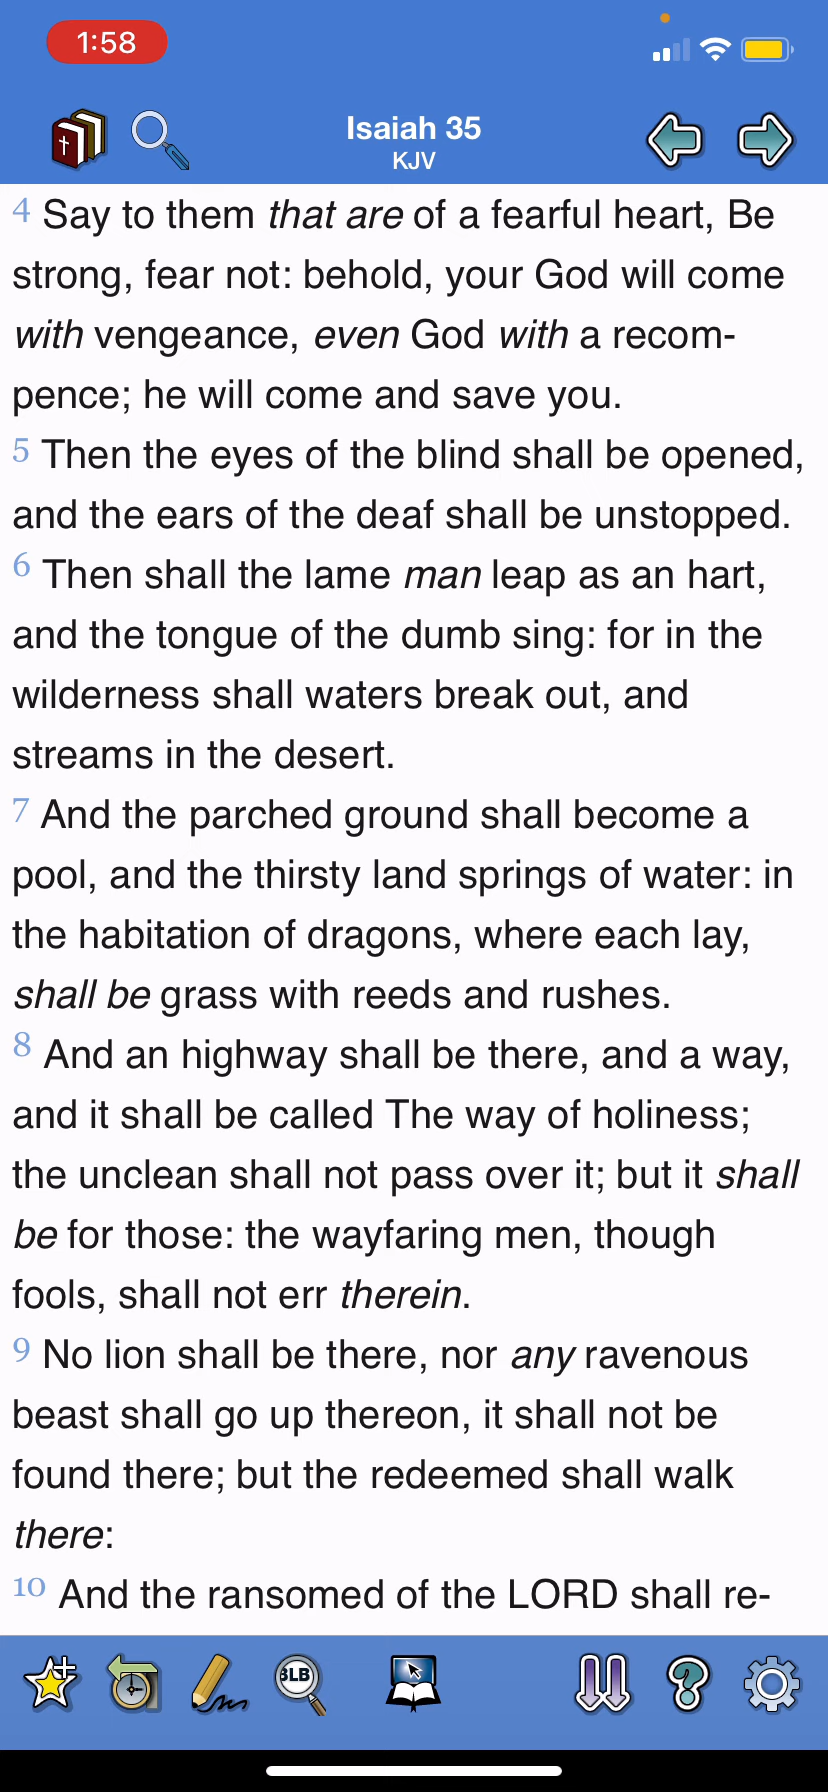 1:58
Isaiah 35
KJV
4 Say to them that are of a fearful heart, Be
strong, fear not: behold, your God will come
with vengeance, even God with a recom-
pence; he will come and save you.
5 Then the eyes of the blind shall be opened,
and the ears of the deaf shall be unstopped.
6 Then shall the lame man leap as an hart,
and the tongue of the dumb sing: for in the
wilderness shall waters break out, and
streams in the desert.
7 And the parched ground shall become a
pool, and the thirsty land springs of water: in
the habitation of dragons, where each lay,
shall be grass with reeds and rushes.
8 And an highway shall be there, and a way,
and it shall be called The way of holiness;
the unclean shall not pass over it; but it shall
be for those: the wayfaring men, though
fools, shall not err therein.
9 No lion shall be there, nor any ravenous
beast shall go up thereon, it shall not be
found there; but the redeemed shall walk
there:
10 And the ransomed of the LORD shall re-
BLB